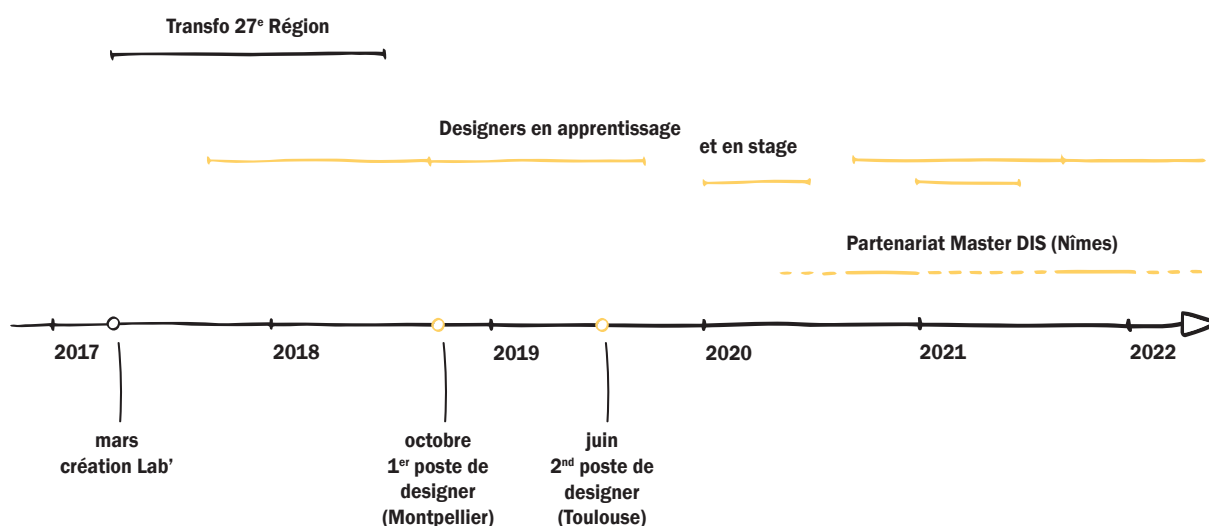 Transfo 27e Région
Designers en apprentissage
et en stage
Partenariat Master DIS (Nîmes)
2017
2018
2019
2020
2021
2022
mars
création Lab’
octobre
1er poste de
designer
(Montpellier)
juin
2nd poste de
designer
(Toulouse)